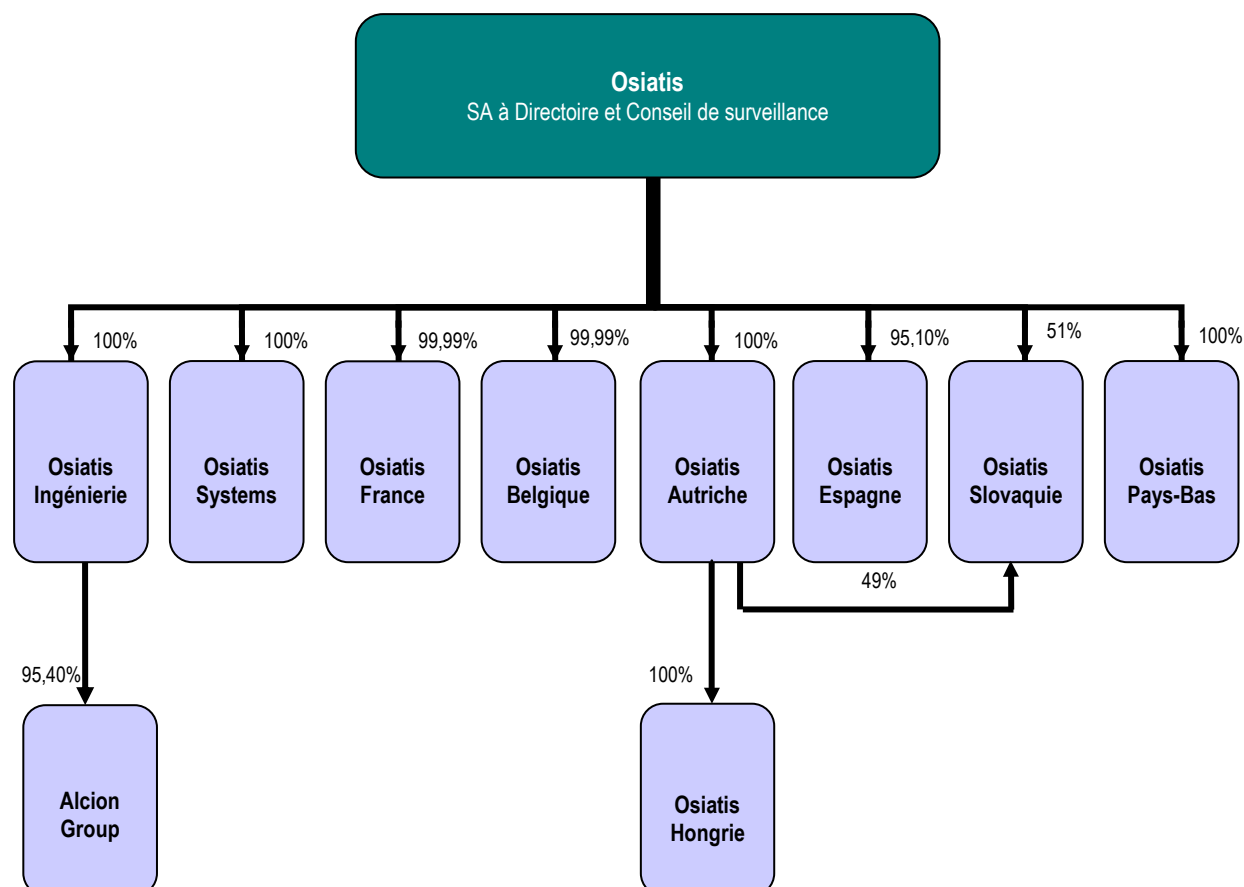 Osiatis
SA à Directoire et Conseil de surveillance
100%
100%
99,99%
99,99%
100%
95,10%
51%
100%
Osiatis
Ingénierie
Osiatis
Systems
Osiatis
France
Osiatis
Belgique
Osiatis
Autriche
Osiatis
Espagne
Osiatis
Slovaquie
Osiatis
Pays-Bas
49%
95,40%
100%
Alcion
Group
Osiatis
Hongrie